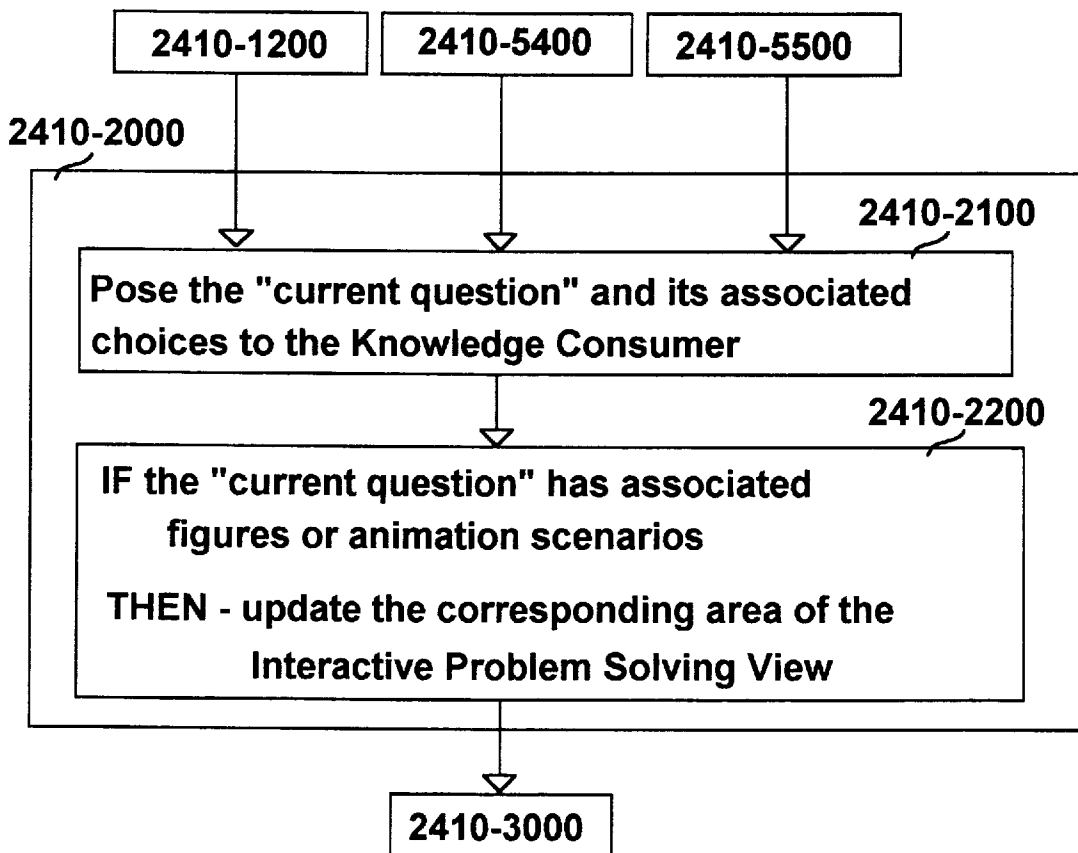 2410-1200 2410-5400 2410-5500
2410-2000
2410-2100
Pose the "current question" and its associated
choices to the Knowledge Consumer
2410-2200
IF the "current question" has associated
figures or animation scenarios
THEN - update the corresponding area of the
Interactive Problem Solving View
2410-3000